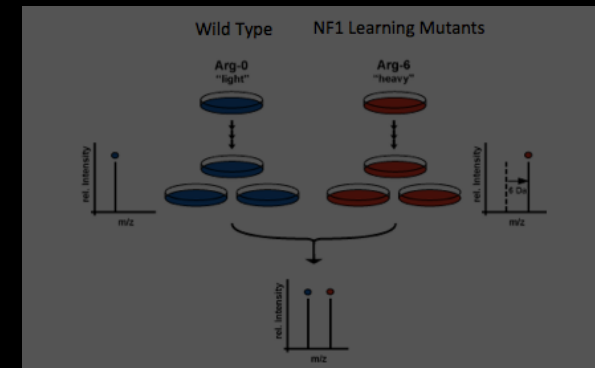 Wild Type
NF1 Learning Mutants
Arg-0
"light"
Arg-6
"heavy"
rel. Intensity
m/z
rel. Intensity
6 Da
m/z
rel. Intensity
m/z